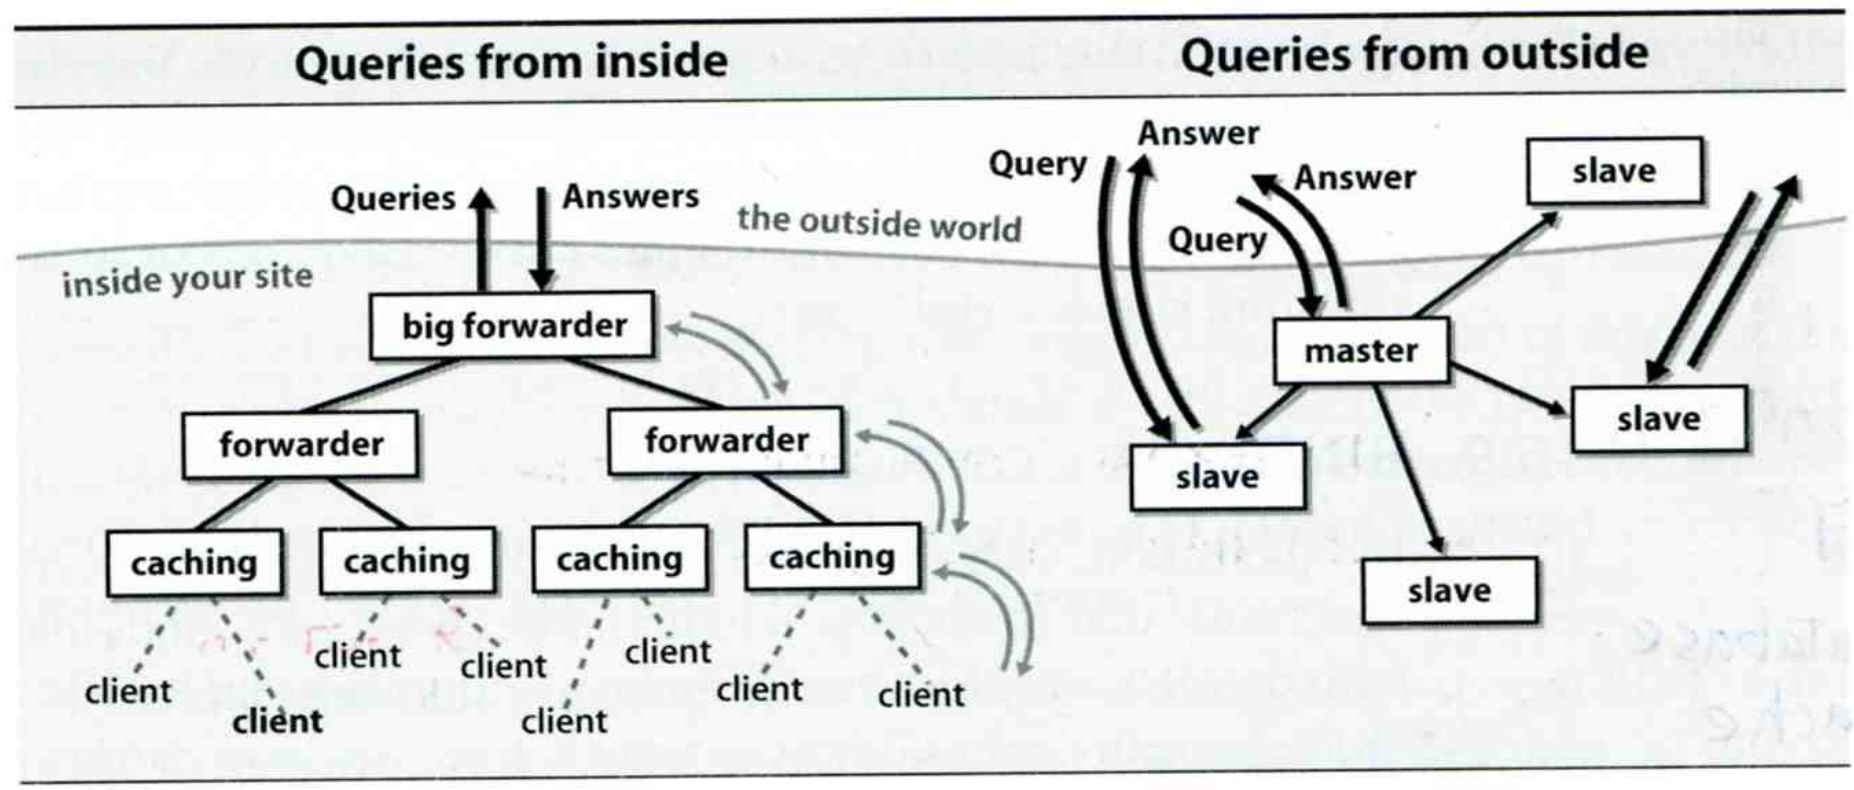 Queries from inside
Queries from outside
Queries
Answers
the outside world
inside your site
big forwarder
forwarder
forwarder
caching
caching
caching
caching
client
client
client
client
client
client
client
client
Query
Answer
Answer
Query
slave
master
slave
slave
slave